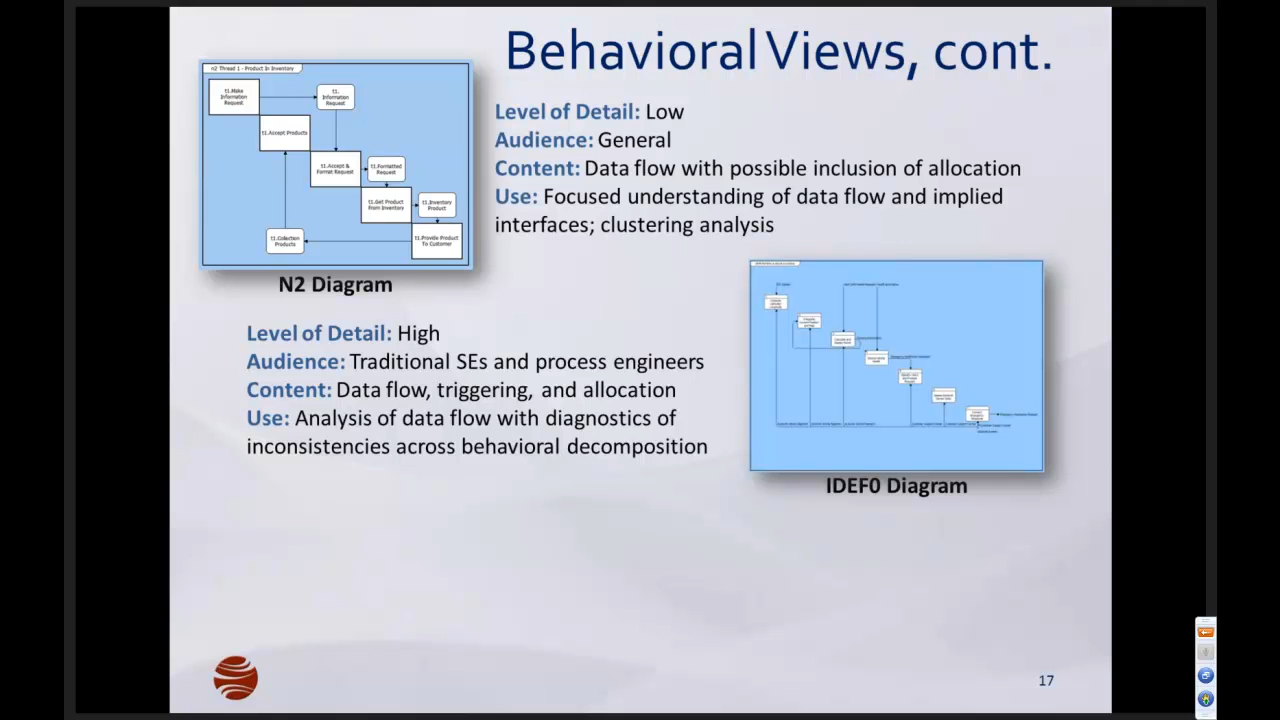 Behavioral Views, cont.
n2 Thread 1 - Product In Inventory
t1.Make
Information
Request
t1.
Information
Request
t1.Accept Products
t1.Accept &
Format Request
t1.Formatted
Request
t1.Get Product
From Inventory
t1.Inventory
Product
t1.Collection
Products
t1.Provide Product
To Customer
N2 Diagram
Level of Detail: Low
Audience: General
Content: Data flow with possible inclusion of allocation
Use: Focused understanding of data flow and implied
interfaces; clustering analysis
Level of Detail: High
Audience: Traditional SEs and process engineers
Content: Data flow, triggering, and allocation
Use: Analysis of data flow with diagnostics of
inconsistencies across behavioral decomposition
IDEF0 Diagram
17